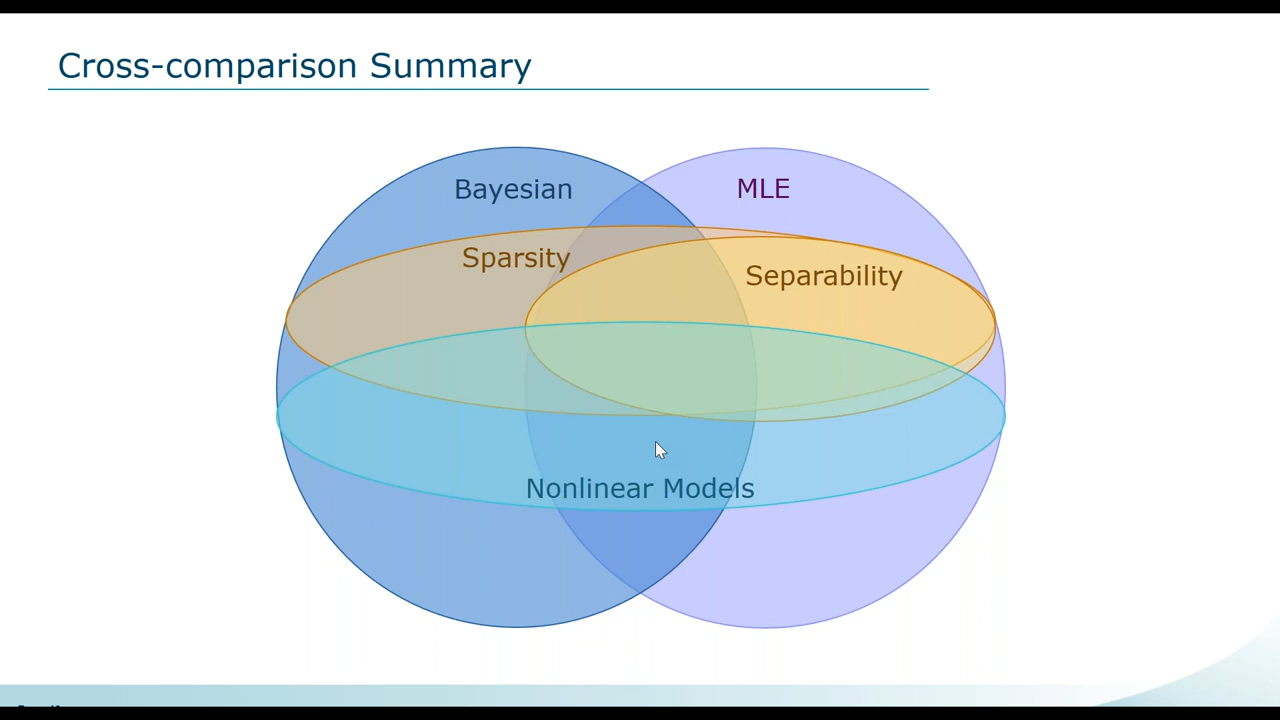 Cross-comparison Summary
Bayesian
MLE
Sparsity
Separability
Nonlinear Models